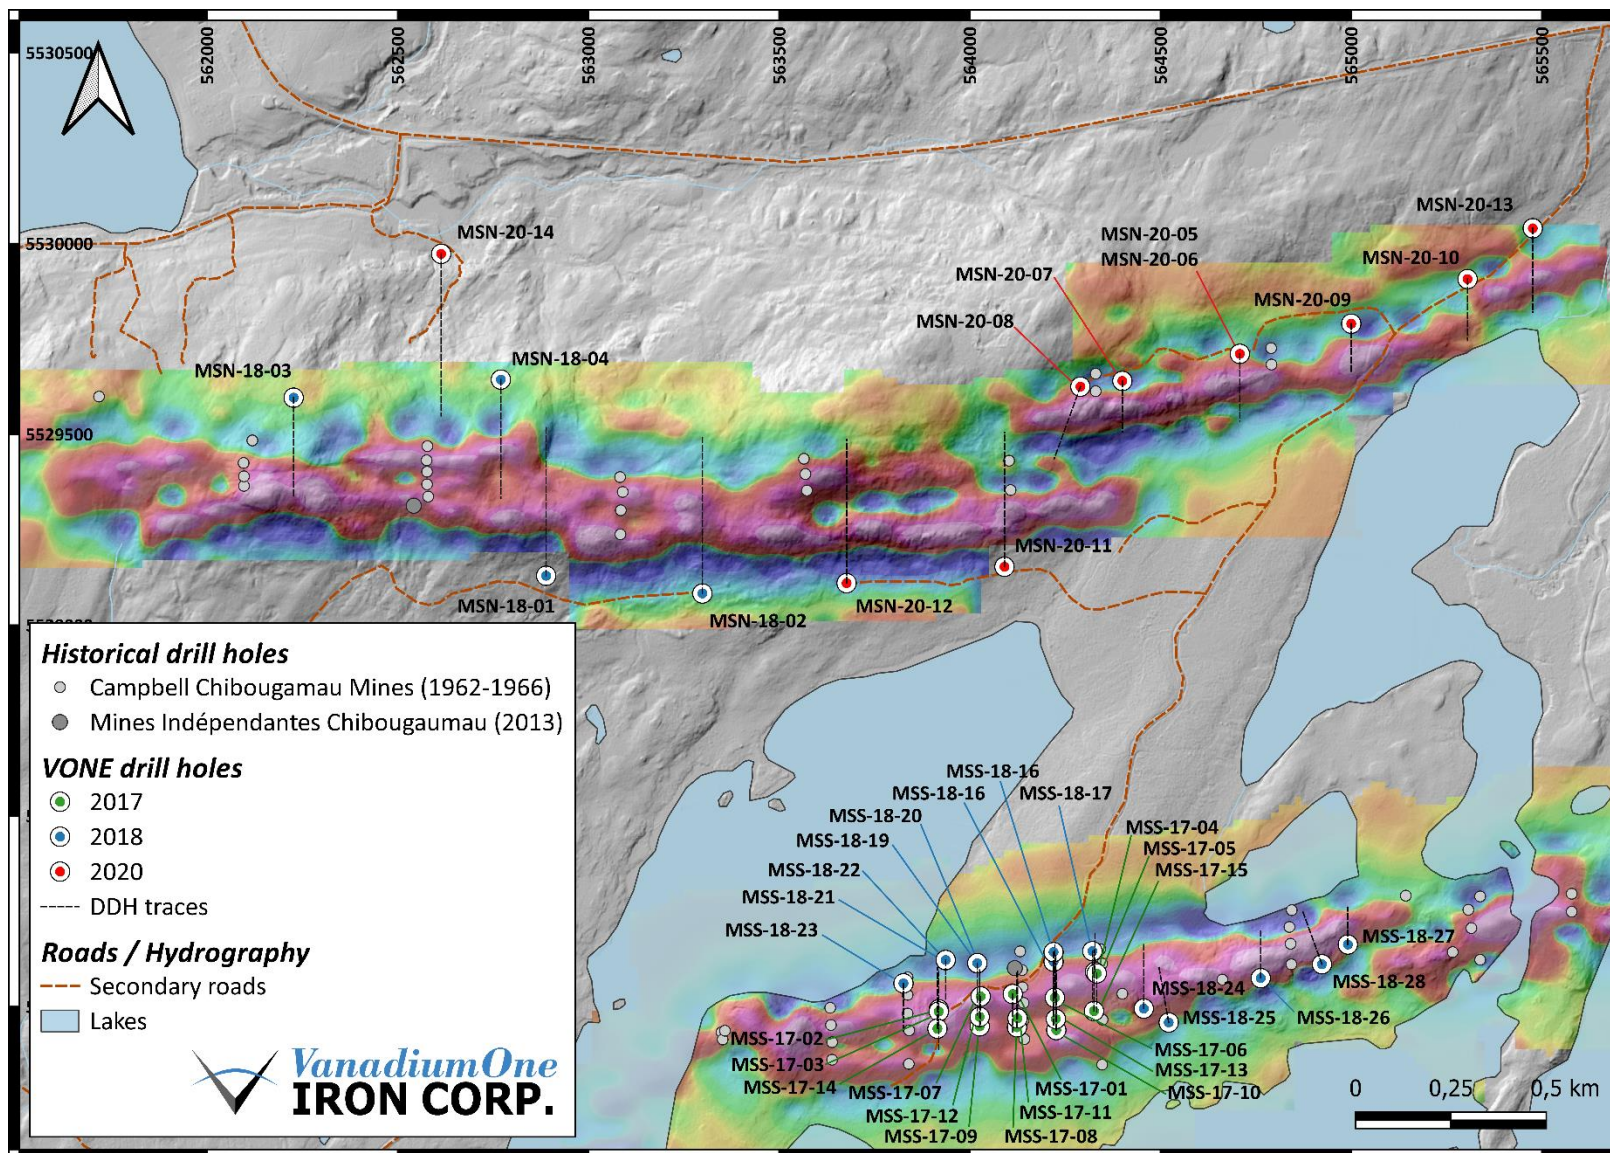 562000
562500
563000
563500
564000
564500
565000
565500
5530500
5530000
5529500
MSN-20-14
MSN-20-13
MSN-20-05
MSN-20-06
MSN-20-10
MSN-20-07
MSN-20-09
MSN-20-08
MSN-18-03
MSN-18-04
MSN-20-11
MSN-18-01
MSN-20-12
MSN-18-02
Historical drill holes
Campbell Chibougamau Mines (1962-1966)
Mines Indépendantes Chibougaumau (2013)
VONE drill holes
2017
2018
2020
DDH traces
Roads / Hydrography
Secondary roads
Lakes
VanadiumOne
IRON CORP.
MSS-18-16
MSS-18-16
MSS-18-17
MSS-18-20
MSS-18-19
MSS-18-22
MSS-18-21
MSS-18-23
MSS-17-04
MSS-17-05
MSS-17-15
MSS-18-27
MSS-18-28
MSS-18-24
MSS-18-25
MSS-18-26
MSS-17-02
MSS-17-03
MSS-17-14
MSS-17-07
MSS-17-12
MSS-17-09
MSS-17-01
MSS-17-11
MSS-17-08
MSS-17-06
MSS-17-13
MSS-17-10
0 0,25 0,5 km